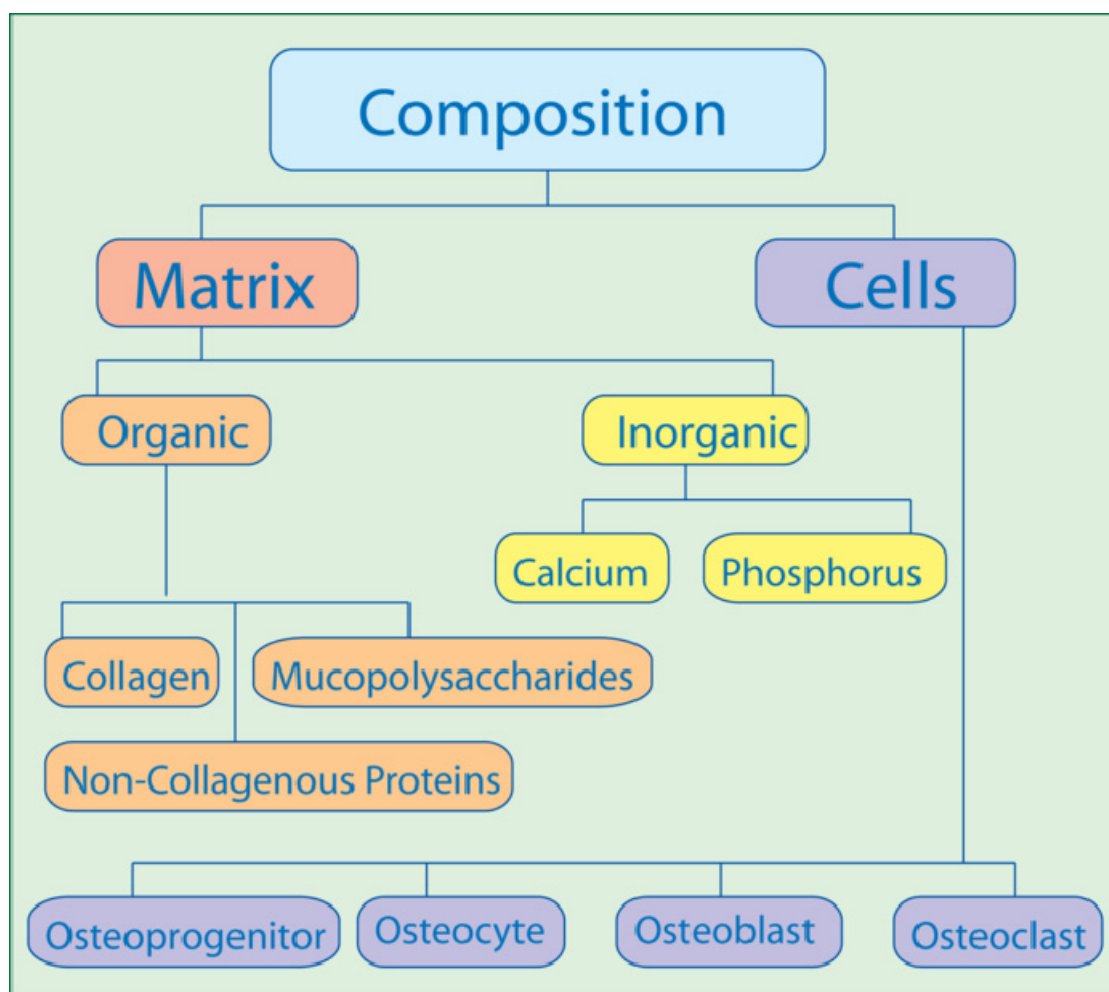 Composition
Matrix
Cells
Organic
Inorganic
Calcium
Phosphorus
Collagen
Mucopolysaccharides
Non-Collagenous Proteins
Osteoprogenitor
Osteocyte
Osteoblast
Osteoclast